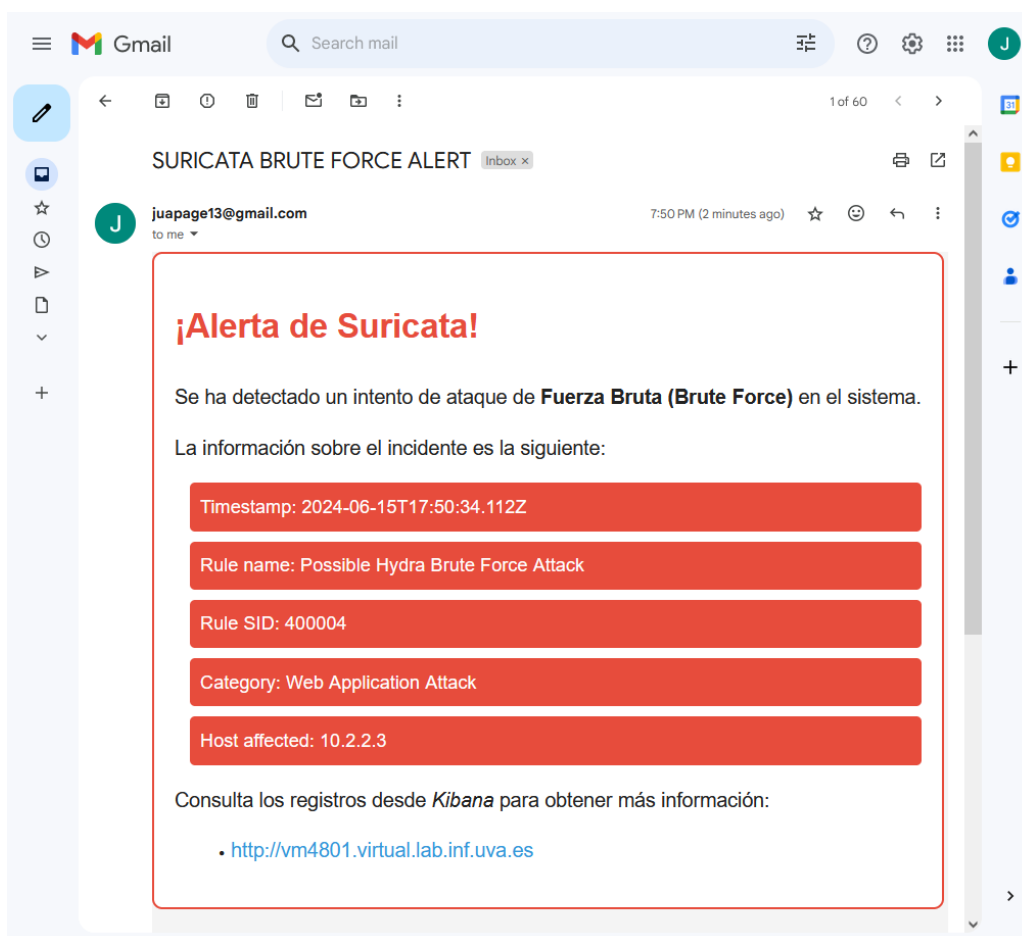 Gmail
Search mail
J
1 of 60
31
SURICATA BRUTE FORCE ALERT Inbox ×
J
juapage13@gmail.com 7:50 PM (2 minutes ago)
to me
¡Alerta de Suricata!
Se ha detectado un intento de ataque de Fuerza Bruta (Brute Force) en el sistema.
La información sobre el incidente es la siguiente:
Timestamp: 2024-06-15T17:50:34.112Z
Rule name: Possible Hydra Brute Force Attack
Rule SID: 400004
Category: Web Application Attack
Host affected: 10.2.2.3
Consulta los registros desde Kibana para obtener más información:
• http://vm4801.virtual.lab.inf.uva.es